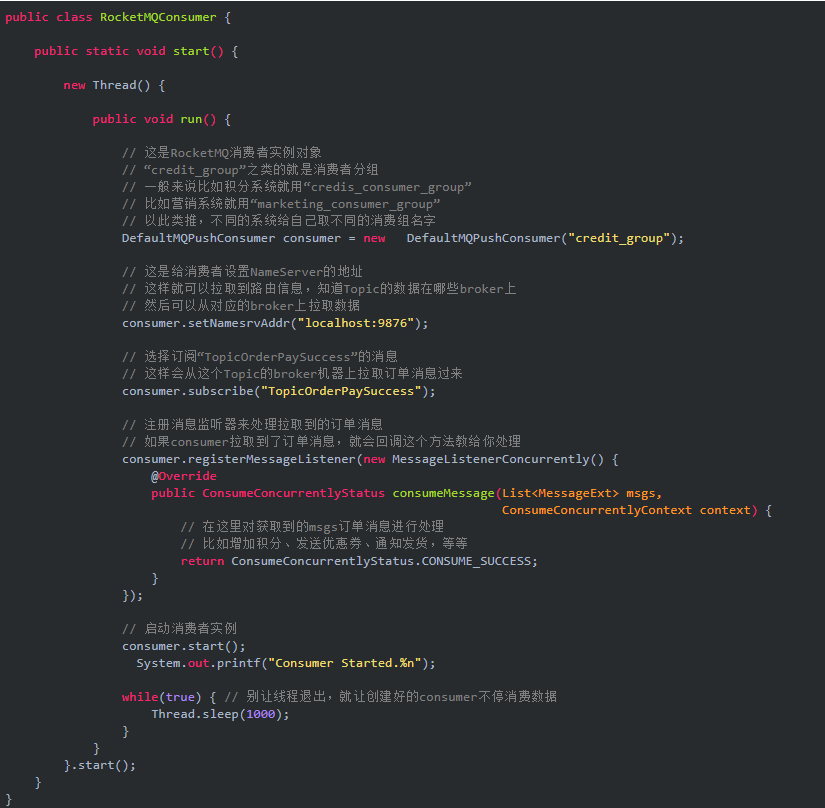 public class RocketMQConsumer {
public static void start() {
new Thread() {
public void run() {
// 这是RocketMQ消费者实例对象
// “credit_group”之类的就是消费者分组
// 一般来说比如积分系统就用“credis_consumer_group”
// 比如营销系统就用“marketing_consumer_group”
// 以此类推，不同的系统给自己取不同的消费组名字
DefaultMQPushConsumer consumer = new   DefaultMQPushConsumer("credit_group");
// 这是给消费者设置NameServer的地址
// 这样就可以拉取到路由信息，知道Topic的数据在哪些broker上
// 然后可以从对应的broker上拉取数据
consumer.setNamesrvAddr("localhost:9876");
// 选择订阅“TopicOrderPaySuccess”的消息
// 这样会从这个Topic的broker机器上拉取订单消息过来
consumer.subscribe("TopicOrderPaySuccess");
// 注册消息监听器来处理拉取到的订单消息
// 如果consumer拉取到了订单消息，就会回调这个方法教给你处理
consumer.registerMessageListener(new MessageListenerConcurrently() {
@Override
public ConsumeConcurrentlyStatus consumeMessage(List<MessageExt> msgs,
ConsumeConcurrentlyContext context) {
// 在这里对获取到的msgs订单消息进行处理
// 比如增加积分、发送优惠券、通知发货，等等
return ConsumeConcurrentlyStatus.CONSUME_SUCCESS;
}
});
// 启动消费者实例
consumer.start();
System.out.printf("Consumer Started.%n");
while(true) { // 别让线程退出，就让创建好的consumer不停消费数据
Thread.sleep(1000);
}
}
}.start();
}
}